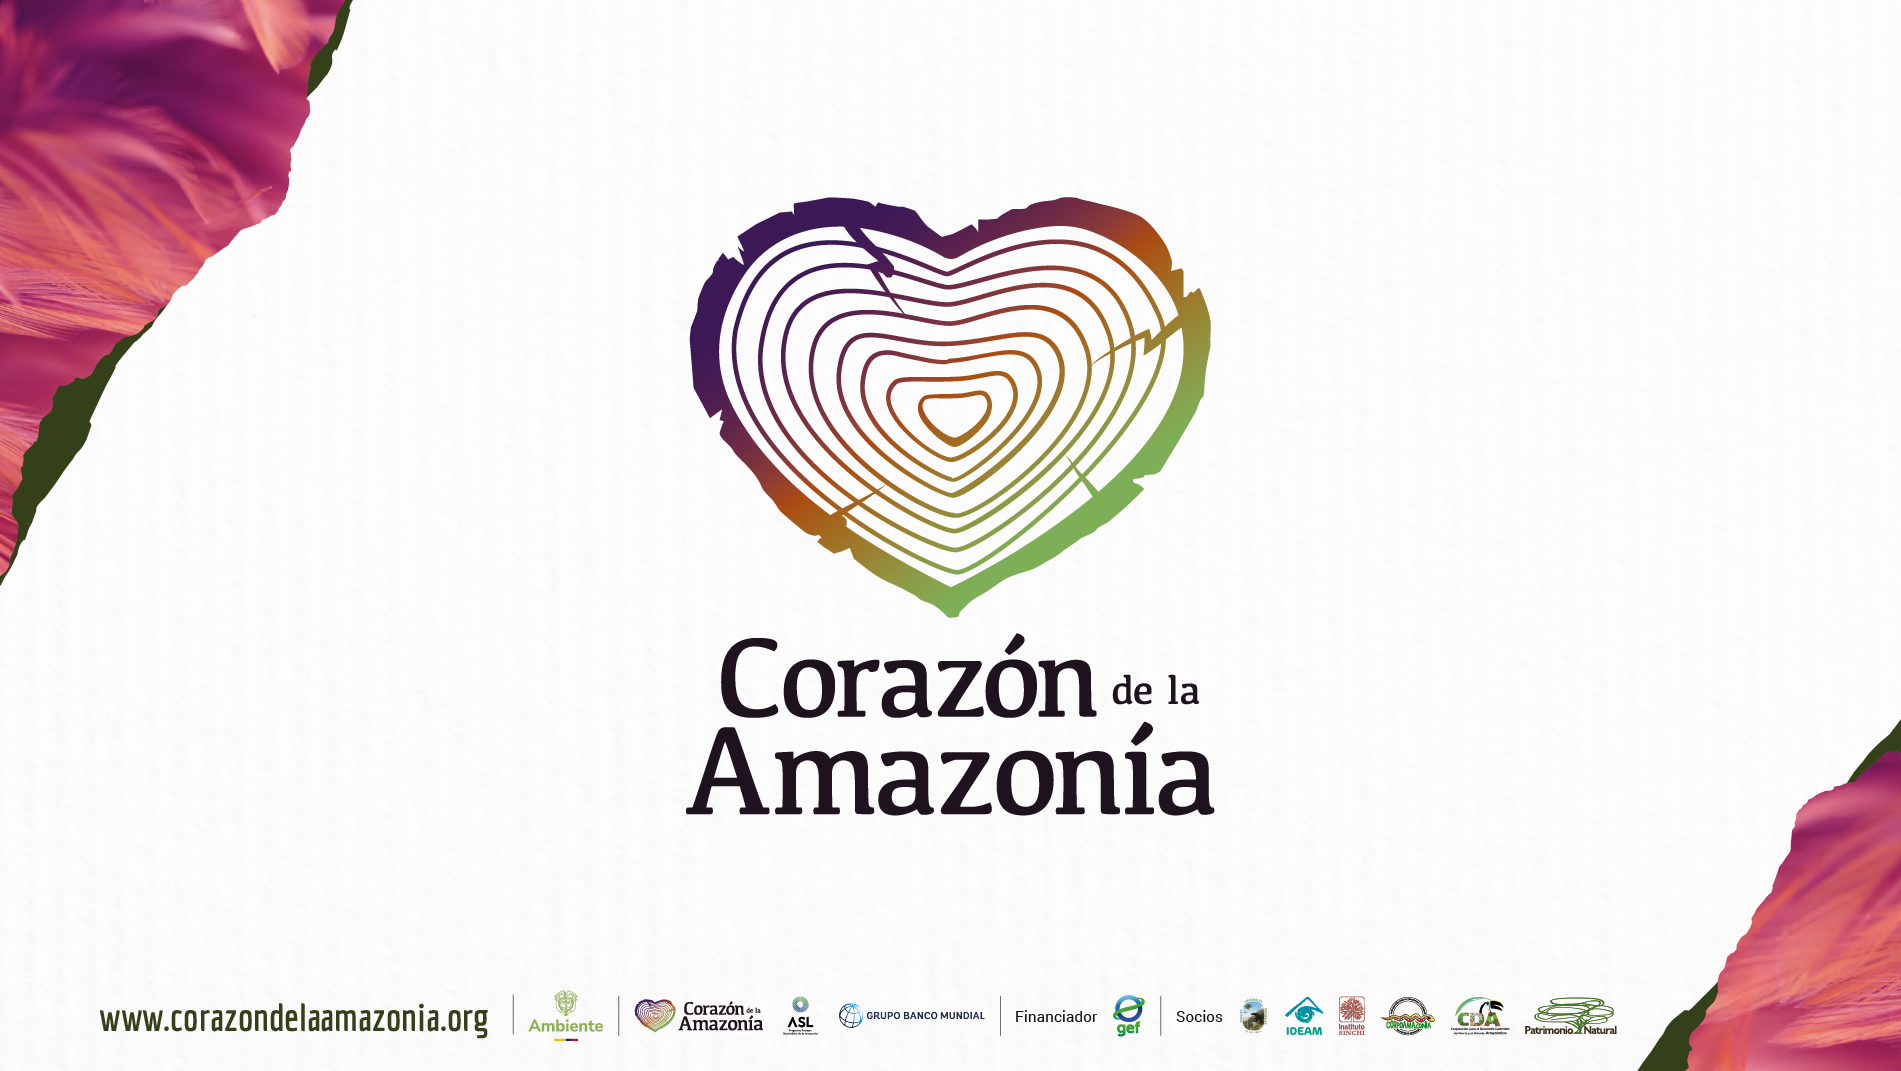 Corazón de la
Amazonía
www.corazondelaamazonia.org
Ambiente
Corazón de la
Amazonía
ASL
GRUPO BANCO MUNDIAL
Financiador
gef
Socios
IDEAM
Instituto
SINCHI
CORPOAMAZONIA
CDA
Patrimonio Natural